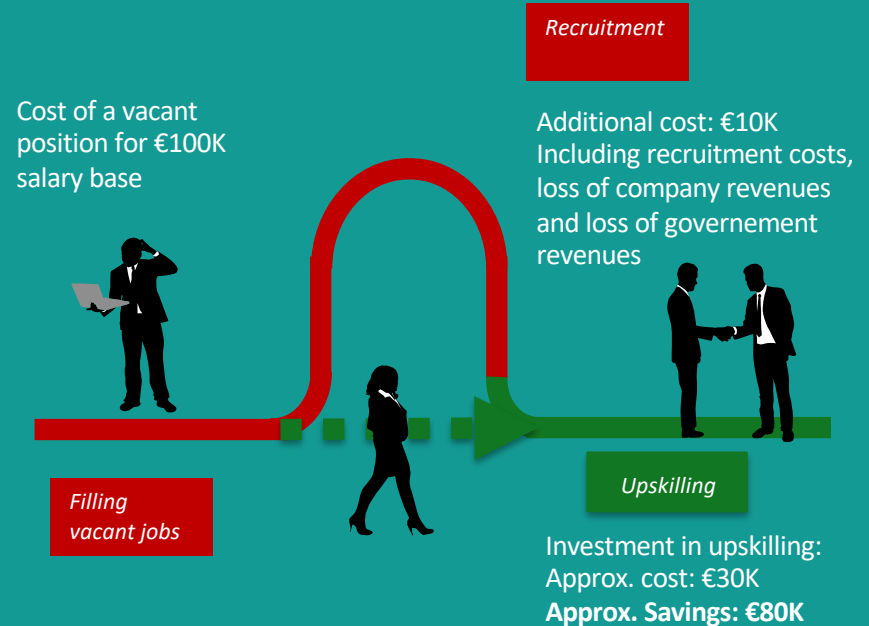 Recruitment
Cost of a vacant
position for €100K
salary base
Additional cost: €10K
Including recruitment costs,
loss of company revenues
and loss of governement
revenues
Filling
vacant jobs
Upskilling
Investment in upskilling:
Approx. cost: €30K
Approx. Savings: €80K